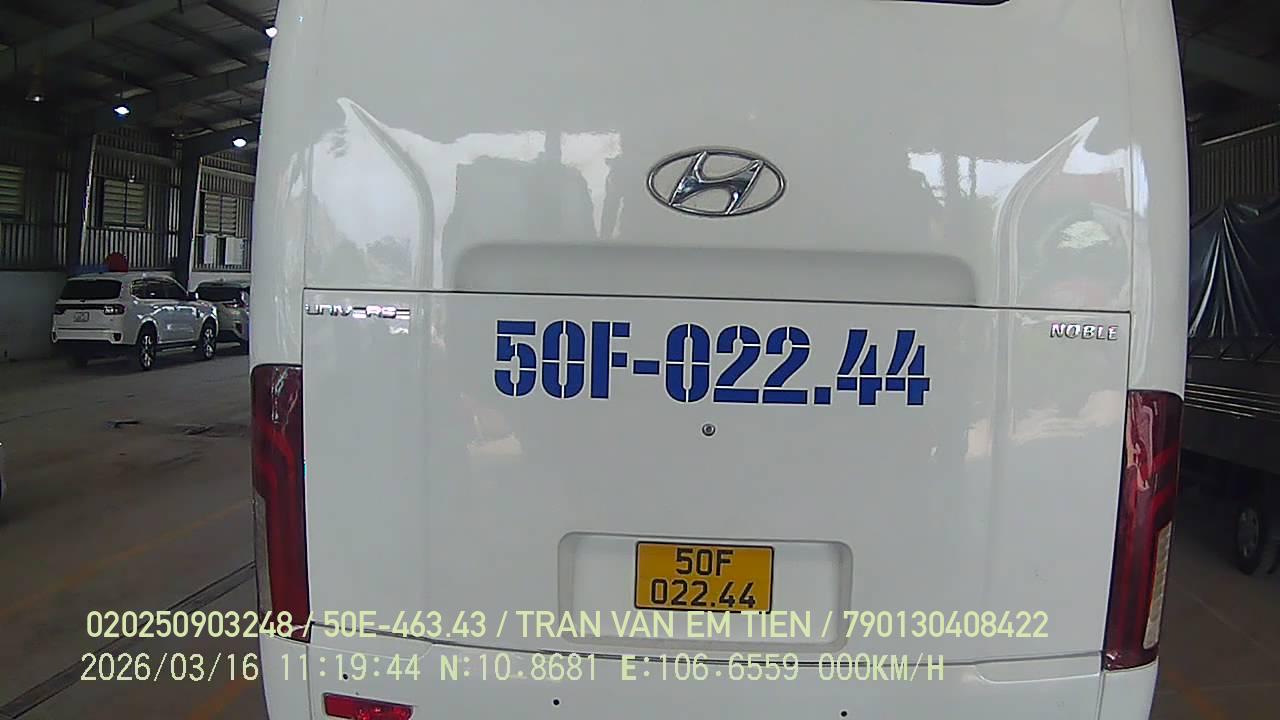 UNIVERSE
NOBLE
50F-022.44
50F
022.44
020250903248 / 50E-463.43 / TRAN VAN EM TIEN / 790130408422
2026/03/16 11:19:44 N:10.8681 E:106.6559 000KM/H